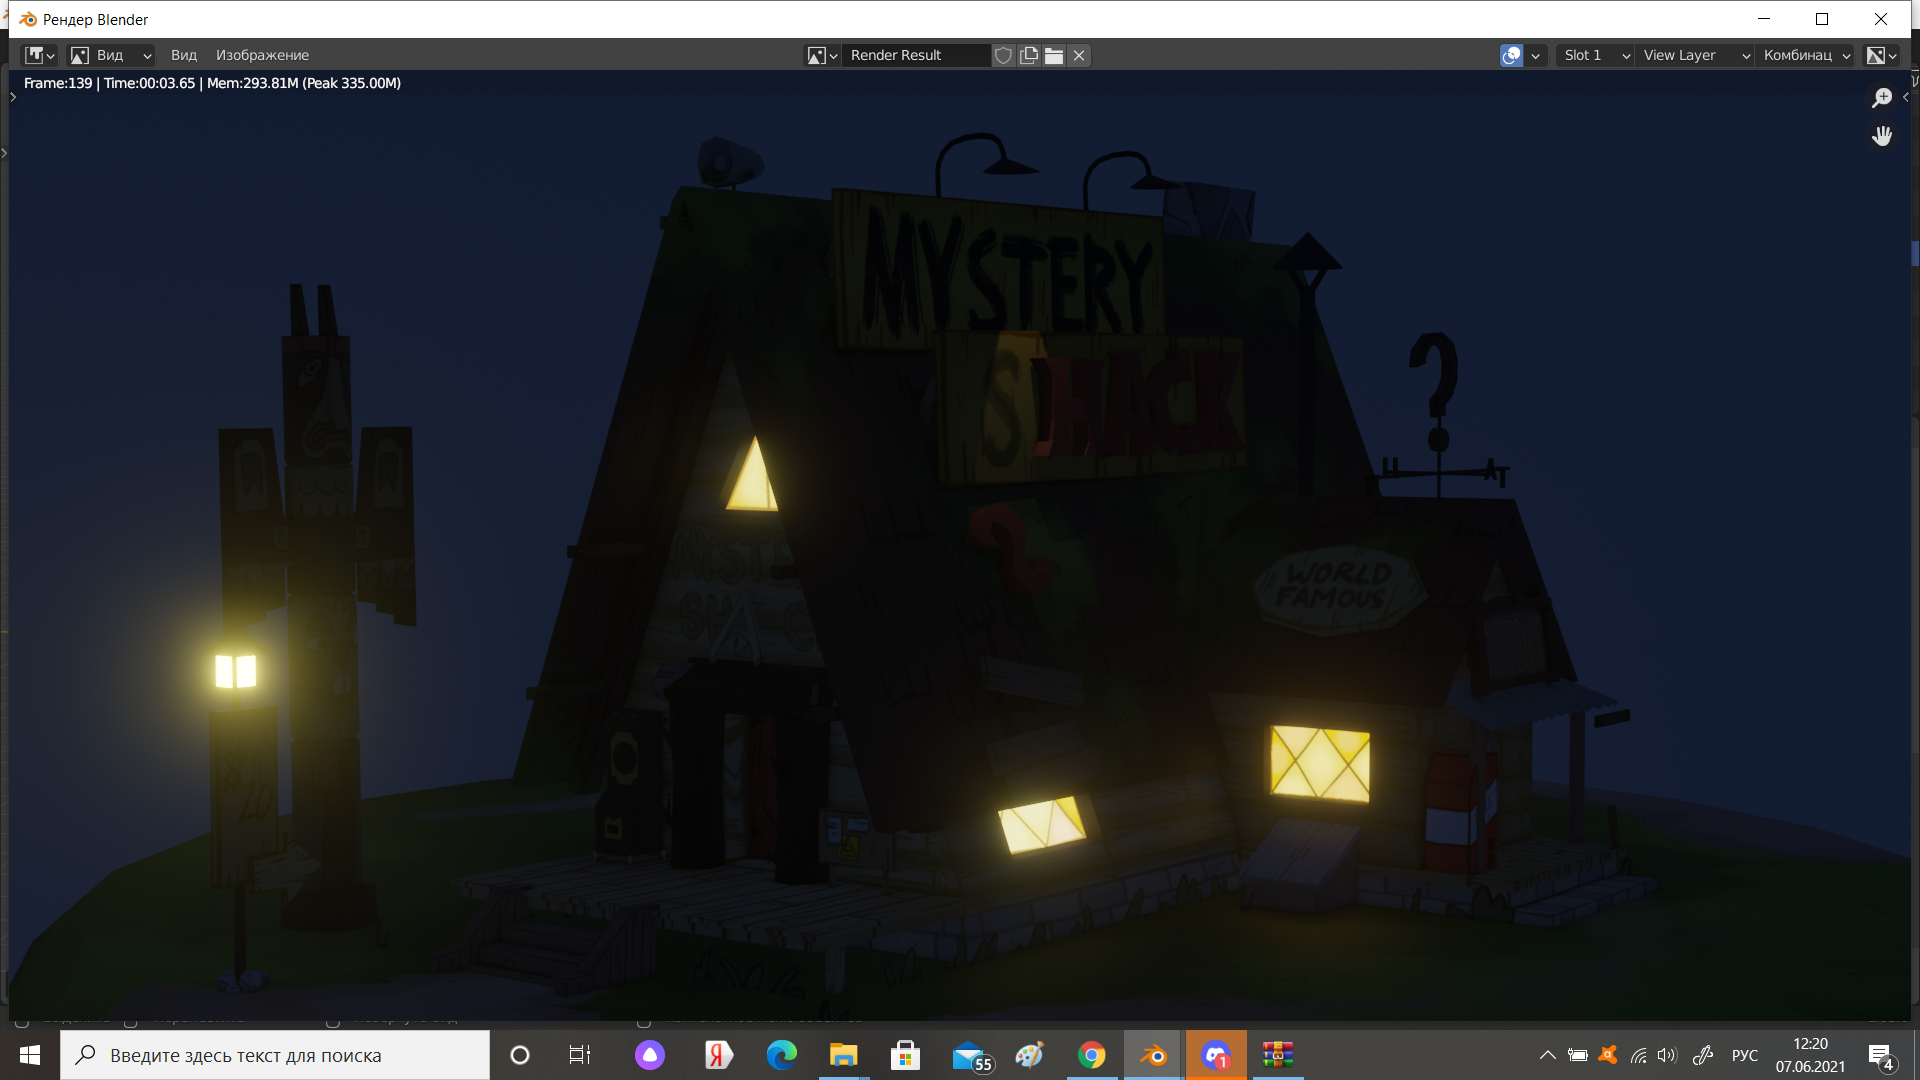 Рендер Blender
Вид
Вид
Изображение
Render Result
Slot 1
View Layer
Комбинац
Frame:139 | Time:00:03.65 | Mem:293.81M (Peak 335.00M)
MYSTERY
SHACK
WORLD
FAMOUS
20
Введите здесь текст для поиска
55
1
РУС
12:20
07.06.2021
4